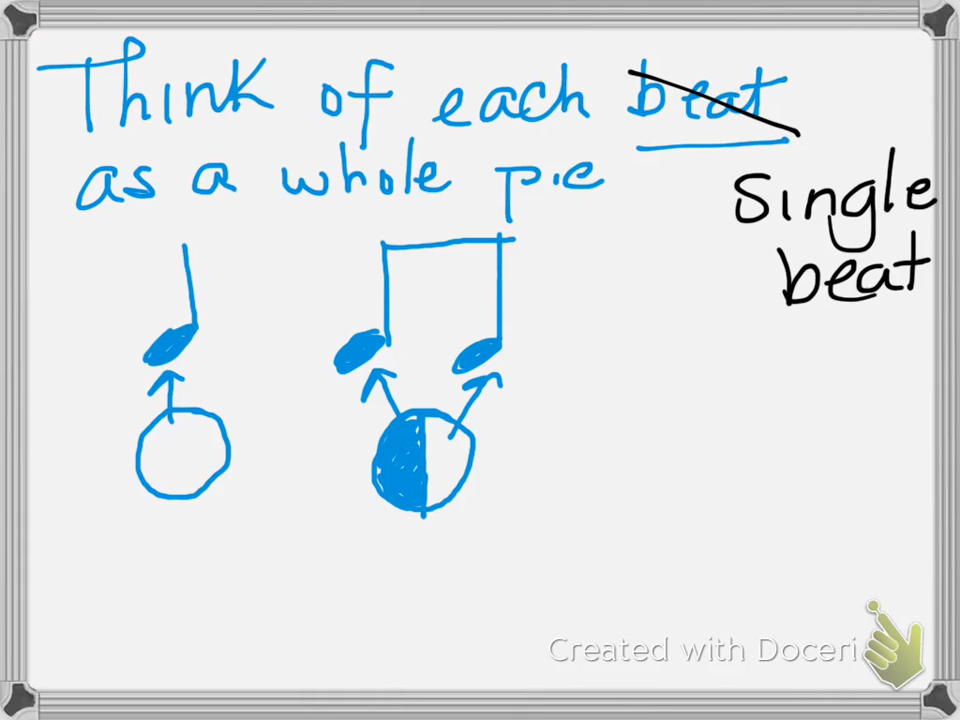 Think of each beat
as a whole pie
single
beat
Created with Doceri